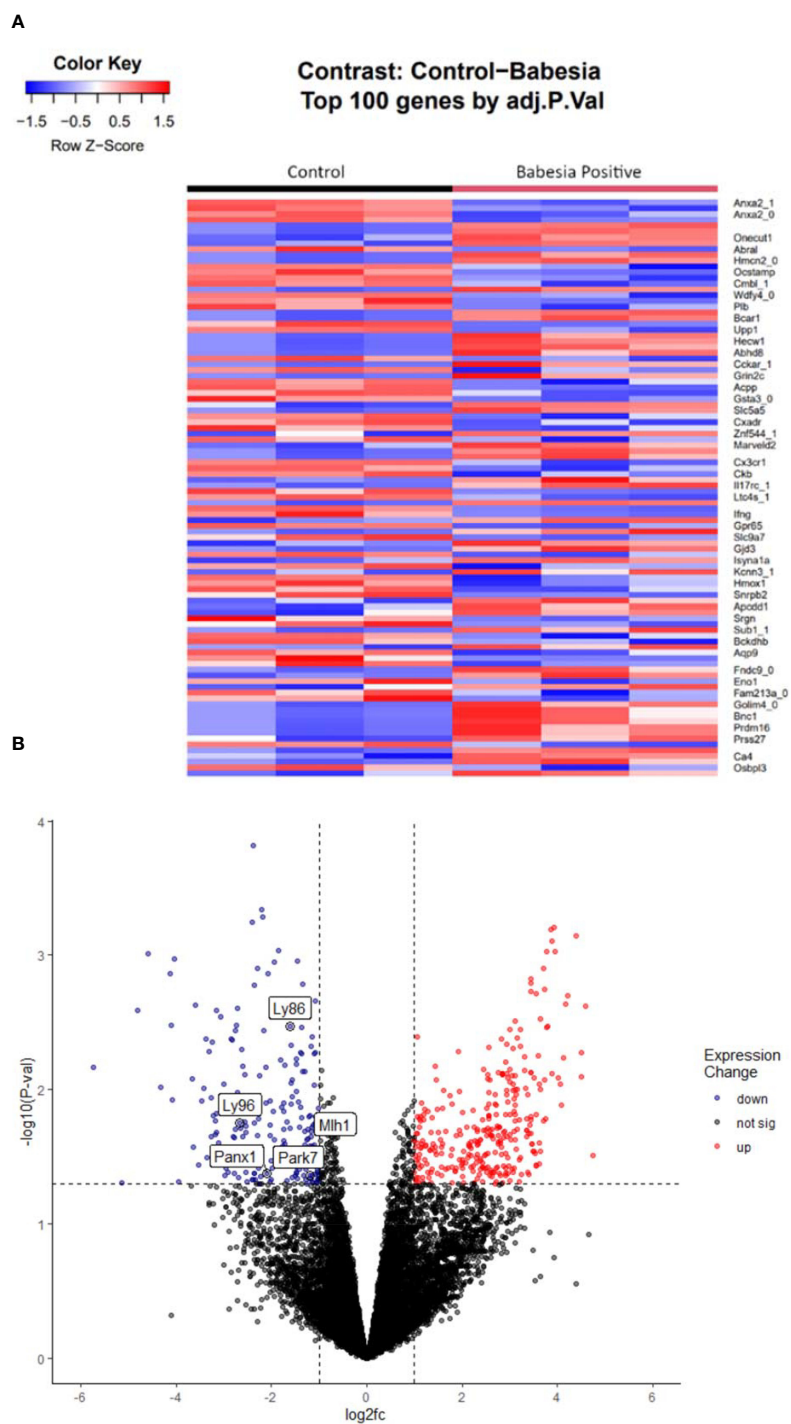 A
Color Key
−1.5 −0.5 0.5 1.5
Row Z−Score
Contrast: Control−Babesia
Top 100 genes by adj.P.Val
Control
Babesia Positive
Anxa2_1
Anxa2_0
Onecut1
Abral
Hmcn2_0
Ocstamp
Cmbl_1
Wdfy4_0
Plb
Bcar1
Upp1
Hecw1
Abhd8
Cckar_1
Grin2c
Acpp
Gsta3_0
Slc5a5
Cxadr
Znf544_1
Marveld2
Cx3cr1
Ckb
Il17rc_1
Ltc4s_1
Ifng
Gpr65
Slc9a7
Gjd3
Isyna1a
Kcnn3_1
Hmox1
Snrpb2
Apcdd1
Srgn
Sub1_1
Bckdhb
Aqp9
Fndc9_0
Eno1
Fam213a_0
Golim4_0
Bnc1
Prdm16
Prss27
Ca4
Osbpl3
B
4
3
2
1
0
-log10(P-val)
Ly86
Ly96
Mlh1
Panx1
Park7
Expression
Change
down
not sig
up
-6 -4 -2 0 2 4 6
log2fc